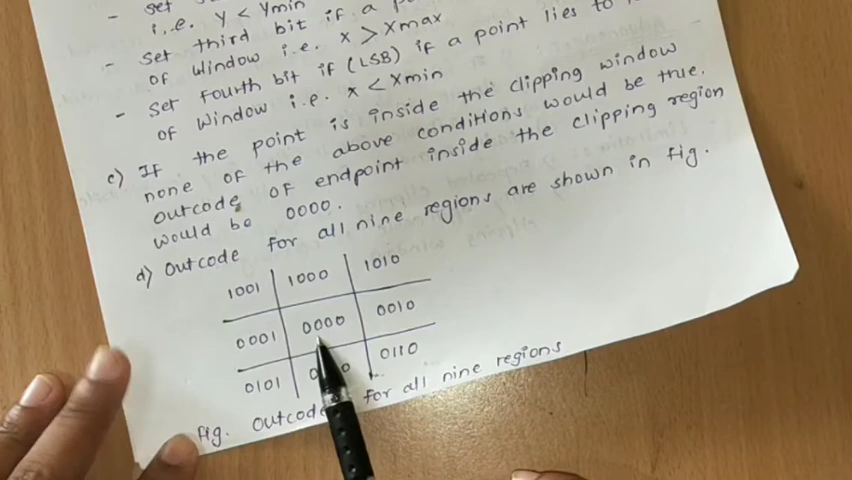 - set
i.e. Y < Ymin
- set third bit if a
of window i.e. x > Xmax
- set fourth bit if (LSB) if a point lies to
of window i.e. x < Xmin
c) If the point is inside the clipping window
none of the above conditions would be true.
outcode of endpoint inside the clipping region
would be 0000.
d) Outcode for all nine regions are shown in fig.
1001 1000 1010
0001 0000 0010
0101 0110
fig. Outcode for all nine regions